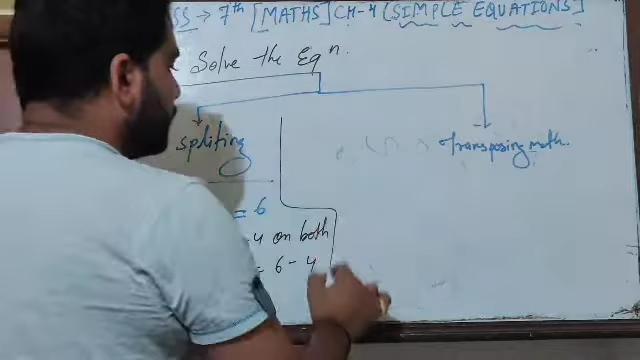 SS → 7th [MATHS] CH-4 (SIMPLE EQUATIONS]
Solve the Eqn.
spliting
Transposing meth.
= 6
-4 on both
= 6 - 4